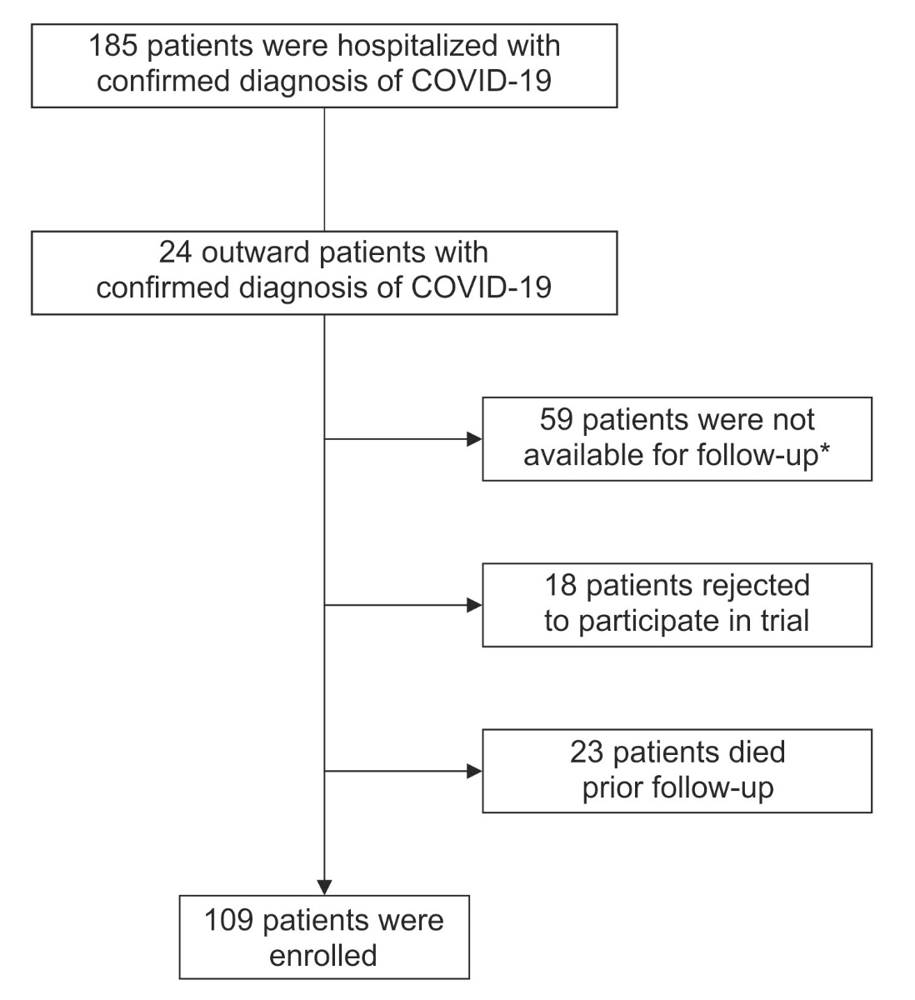 185 patients were hospitalized with
confirmed diagnosis of COVID-19
24 outward patients with
confirmed diagnosis of COVID-19
59 patients were not
available for follow-up*
18 patients rejected
to participate in trial
23 patients died
prior follow-up
109 patients were
enrolled